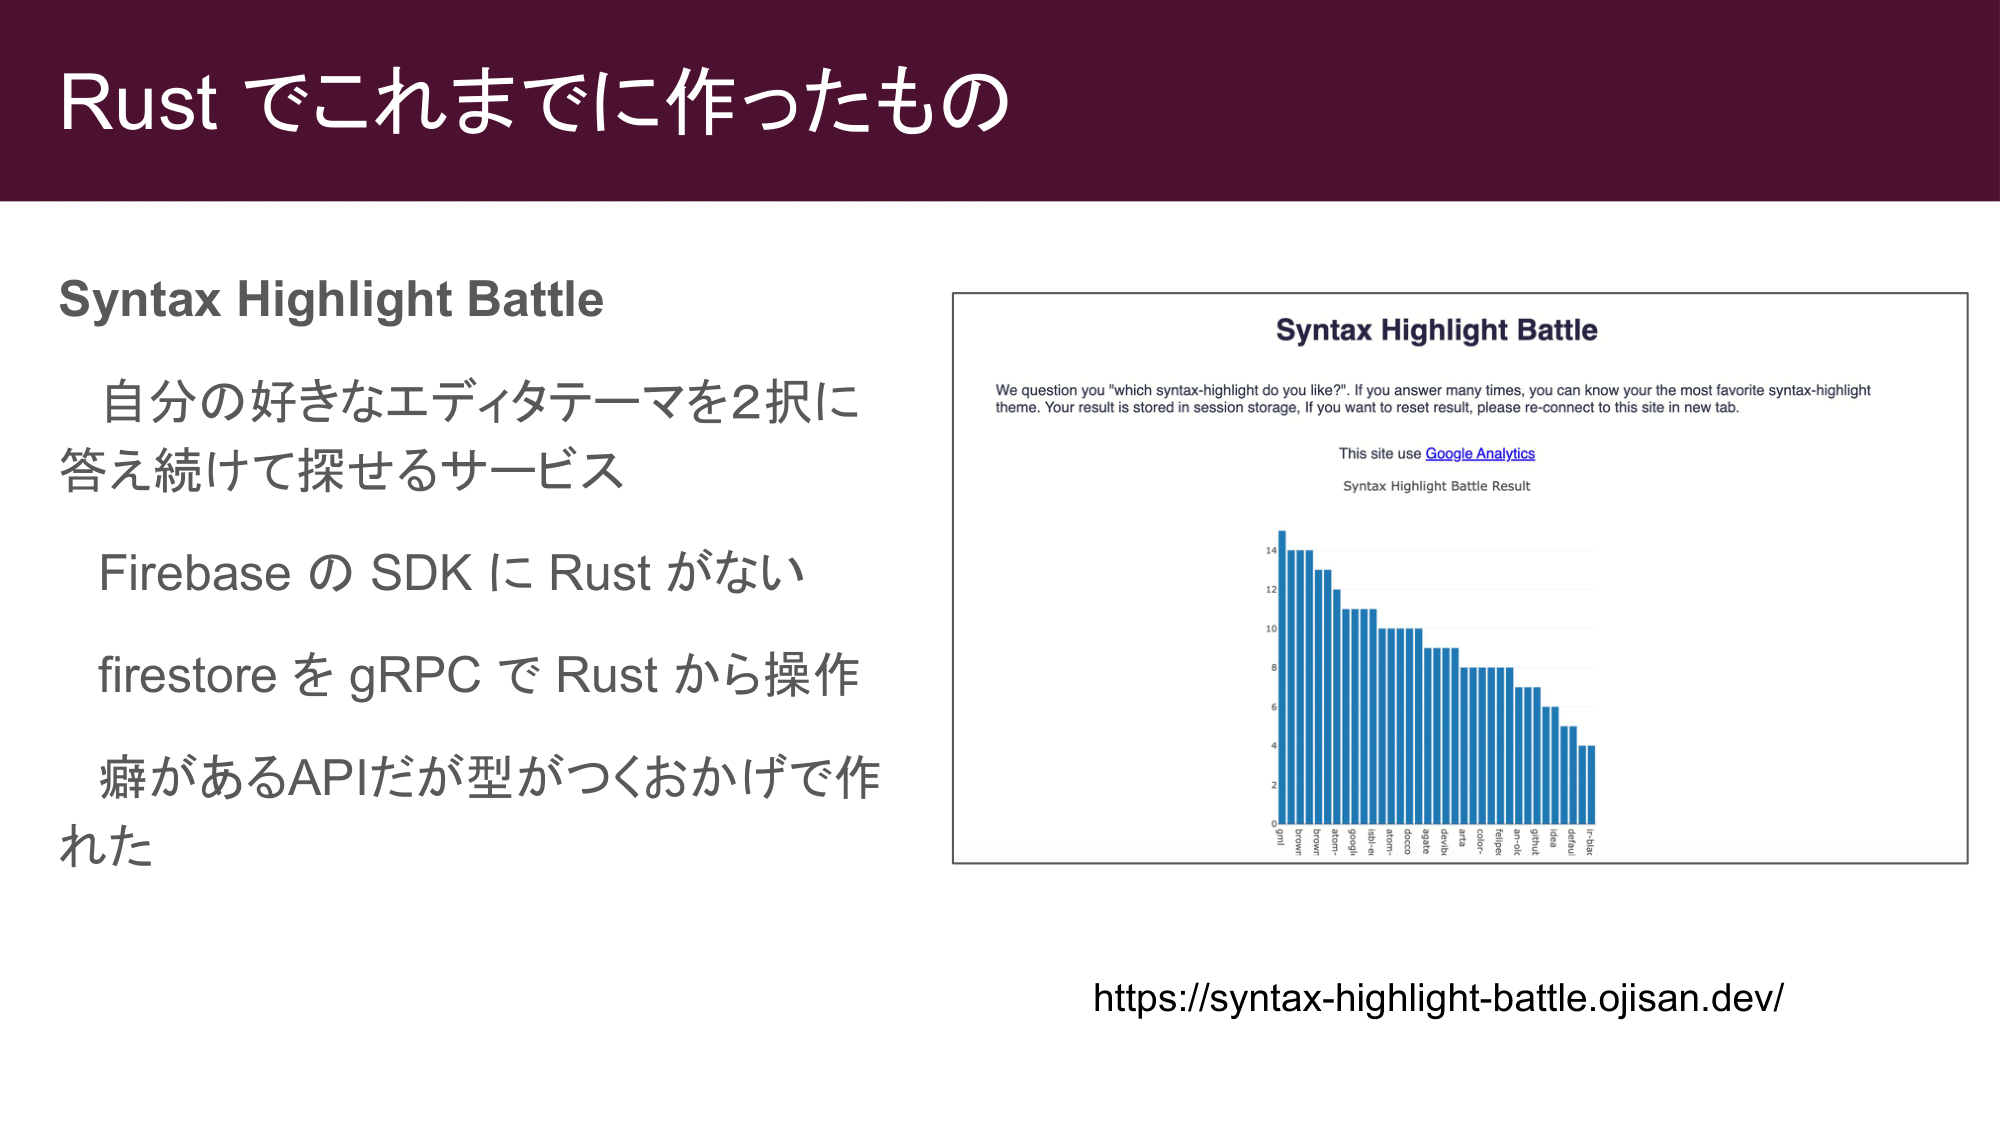 Rust でこれまでに作ったもの
Syntax Highlight Battle
自分の好きなエディタテーマを２択に
答え続けて探せるサービス
Firebase の SDK に Rust がない
firestore を gRPC で Rust から操作
癖があるAPIだが型がつくおかげで作
れた
Syntax Highlight Battle
We question you "which syntax-highlight do you like?". If you answer many times, you can know your the most favorite syntax-highlight
theme. Your result is stored in session storage, If you want to reset result, please re-connect to this site in new tab.
This site use Google Analytics
Syntax Highlight Battle Result
14
12
10
8
6
4
2
0
gml
brown
brown
atom-
google
isbl-e
atom-
docco
agate
devib
arta
color-
felipe
an-old
github
idea
defaul
ir-blac
https://syntax-highlight-battle.ojisan.dev/